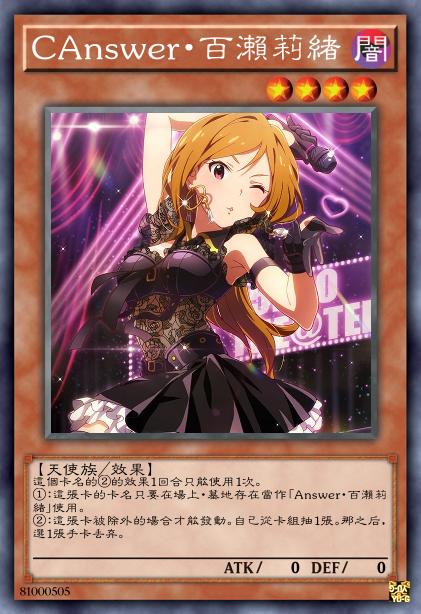 CAnswer・百瀨莉緒 闇
【天使族／效果】
這個卡名的②的效果1回合只能使用1次。
①：這張卡的卡名只要在場上・墓地存在當作「Answer・百瀨莉
緒」使用。
②：這張卡被除外的場合才能發動。自己從卡組抽1張。那之后，
選1張手卡丟弃。
ATK/ 0 DEF/ 0
81000505